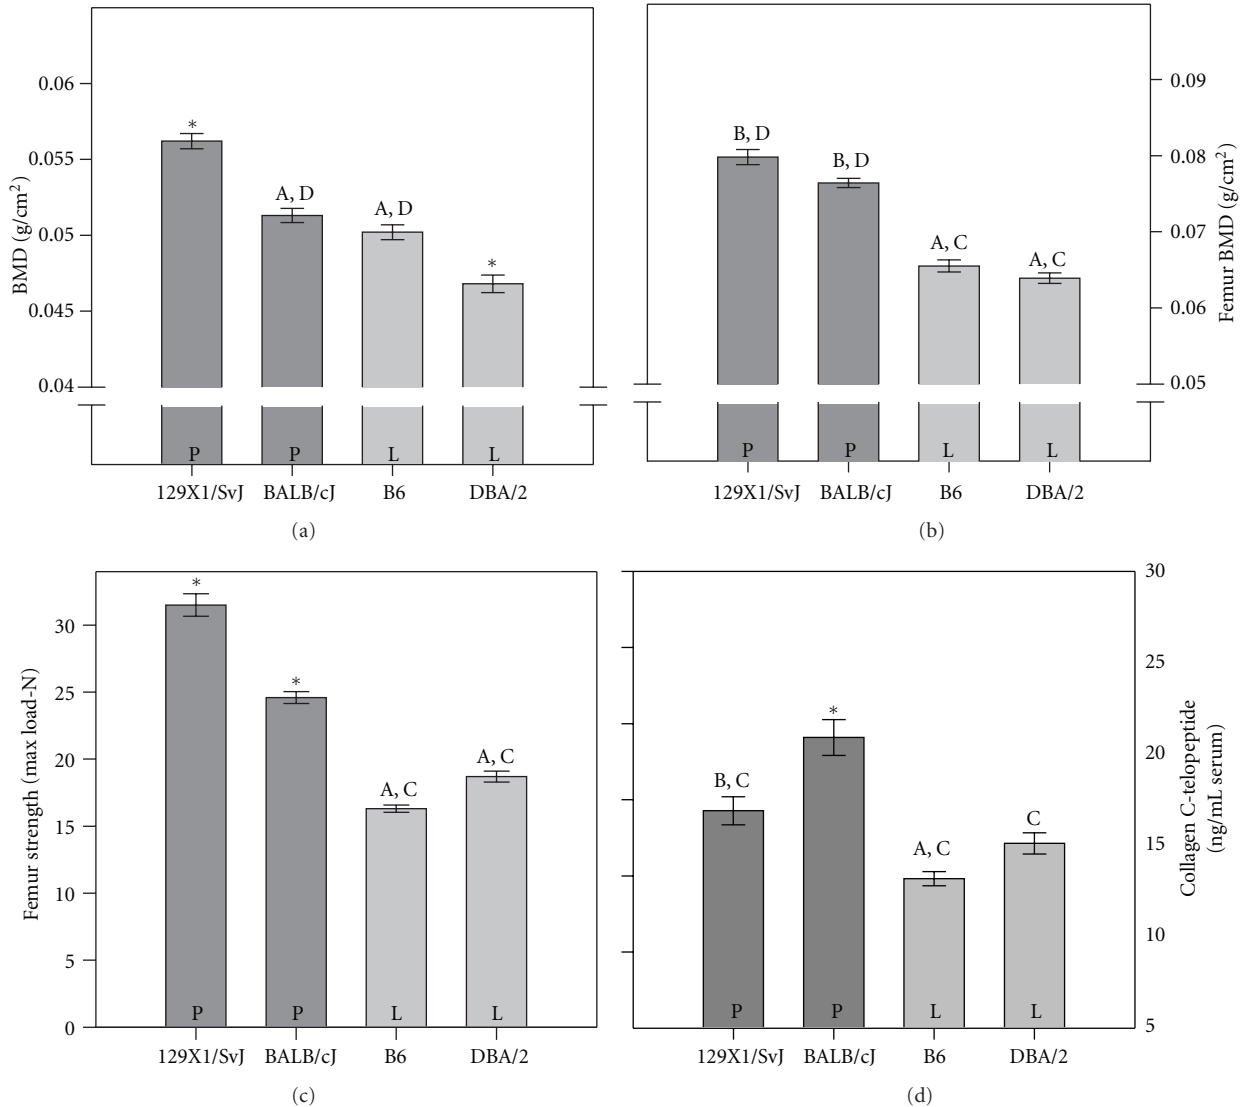 0.06
0.055
0.05
0.045
0.04
BMD (g/cm²)
*
A, D
A, D
*
P P L L
129X1/SvJ BALB/cJ B6 DBA/2
(a)
0.09
0.08
0.07
0.06
0.05
Femur BMD (g/cm²)
B, D
B, D
A, C
A, C
P P L L
129X1/SvJ BALB/cJ B6 DBA/2
(b)
30
25
20
15
10
5
0
Femur strength (max load-N)
*
*
A, C
A, C
P P L L
129X1/SvJ BALB/cJ B6 DBA/2
(c)
30
25
20
15
10
5
Collagen C-telopeptide
(ng/mL serum)
B, C
*
A, C
C
P P L L
129X1/SvJ BALB/cJ B6 DBA/2
(d)